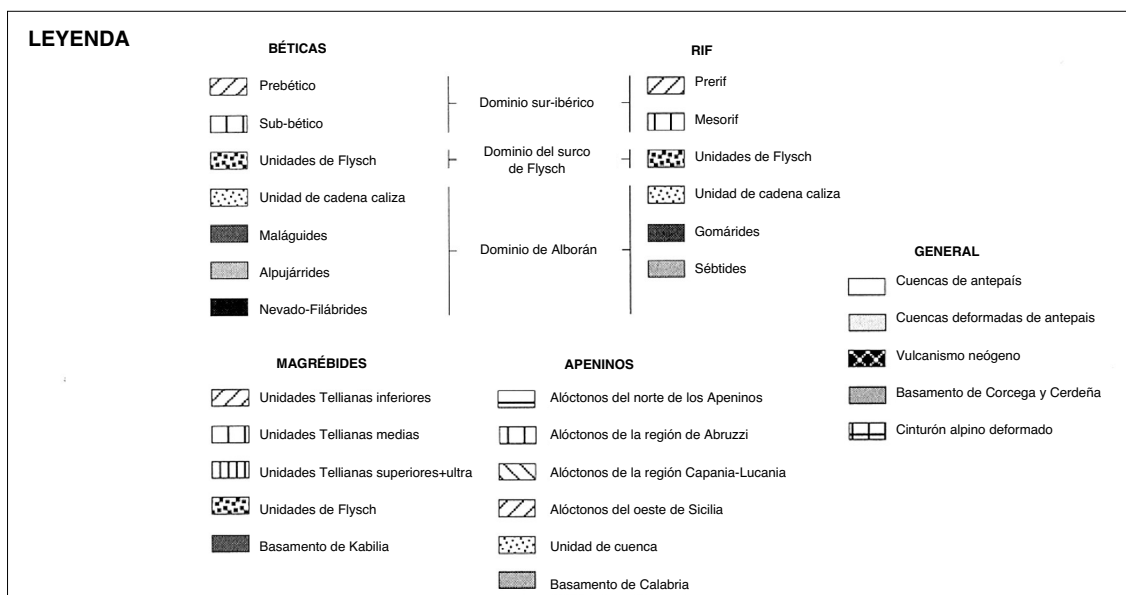 LEYENDA
BÉTICAS
Prebético
Sub-bético
Unidades de Flysch
Unidad de cadena caliza
Maláguides
Alpujárrides
Nevado-Filábrides
Dominio sur-ibérico
Dominio del surco
de Flysch
Dominio de Alborán
RIF
Prerif
Mesorif
Unidades de Flysch
Unidad de cadena caliza
Gomárides
Sébtides
GENERAL
Cuencas de antepaís
Cuencas deformadas de antepais
Vulcanismo neógeno
Basamento de Corcega y Cerdeña
Cinturón alpino deformado
MAGRÉBIDES
Unidades Tellianas inferiores
Unidades Tellianas medias
Unidades Tellianas superiores+ultra
Unidades de Flysch
Basamento de Kabilia
APENINOS
Alóctonos del norte de los Apeninos
Alóctonos de la región de Abruzzi
Alóctonos de la región Capania-Lucania
Alóctonos del oeste de Sicilia
Unidad de cuenca
Basamento de Calabria